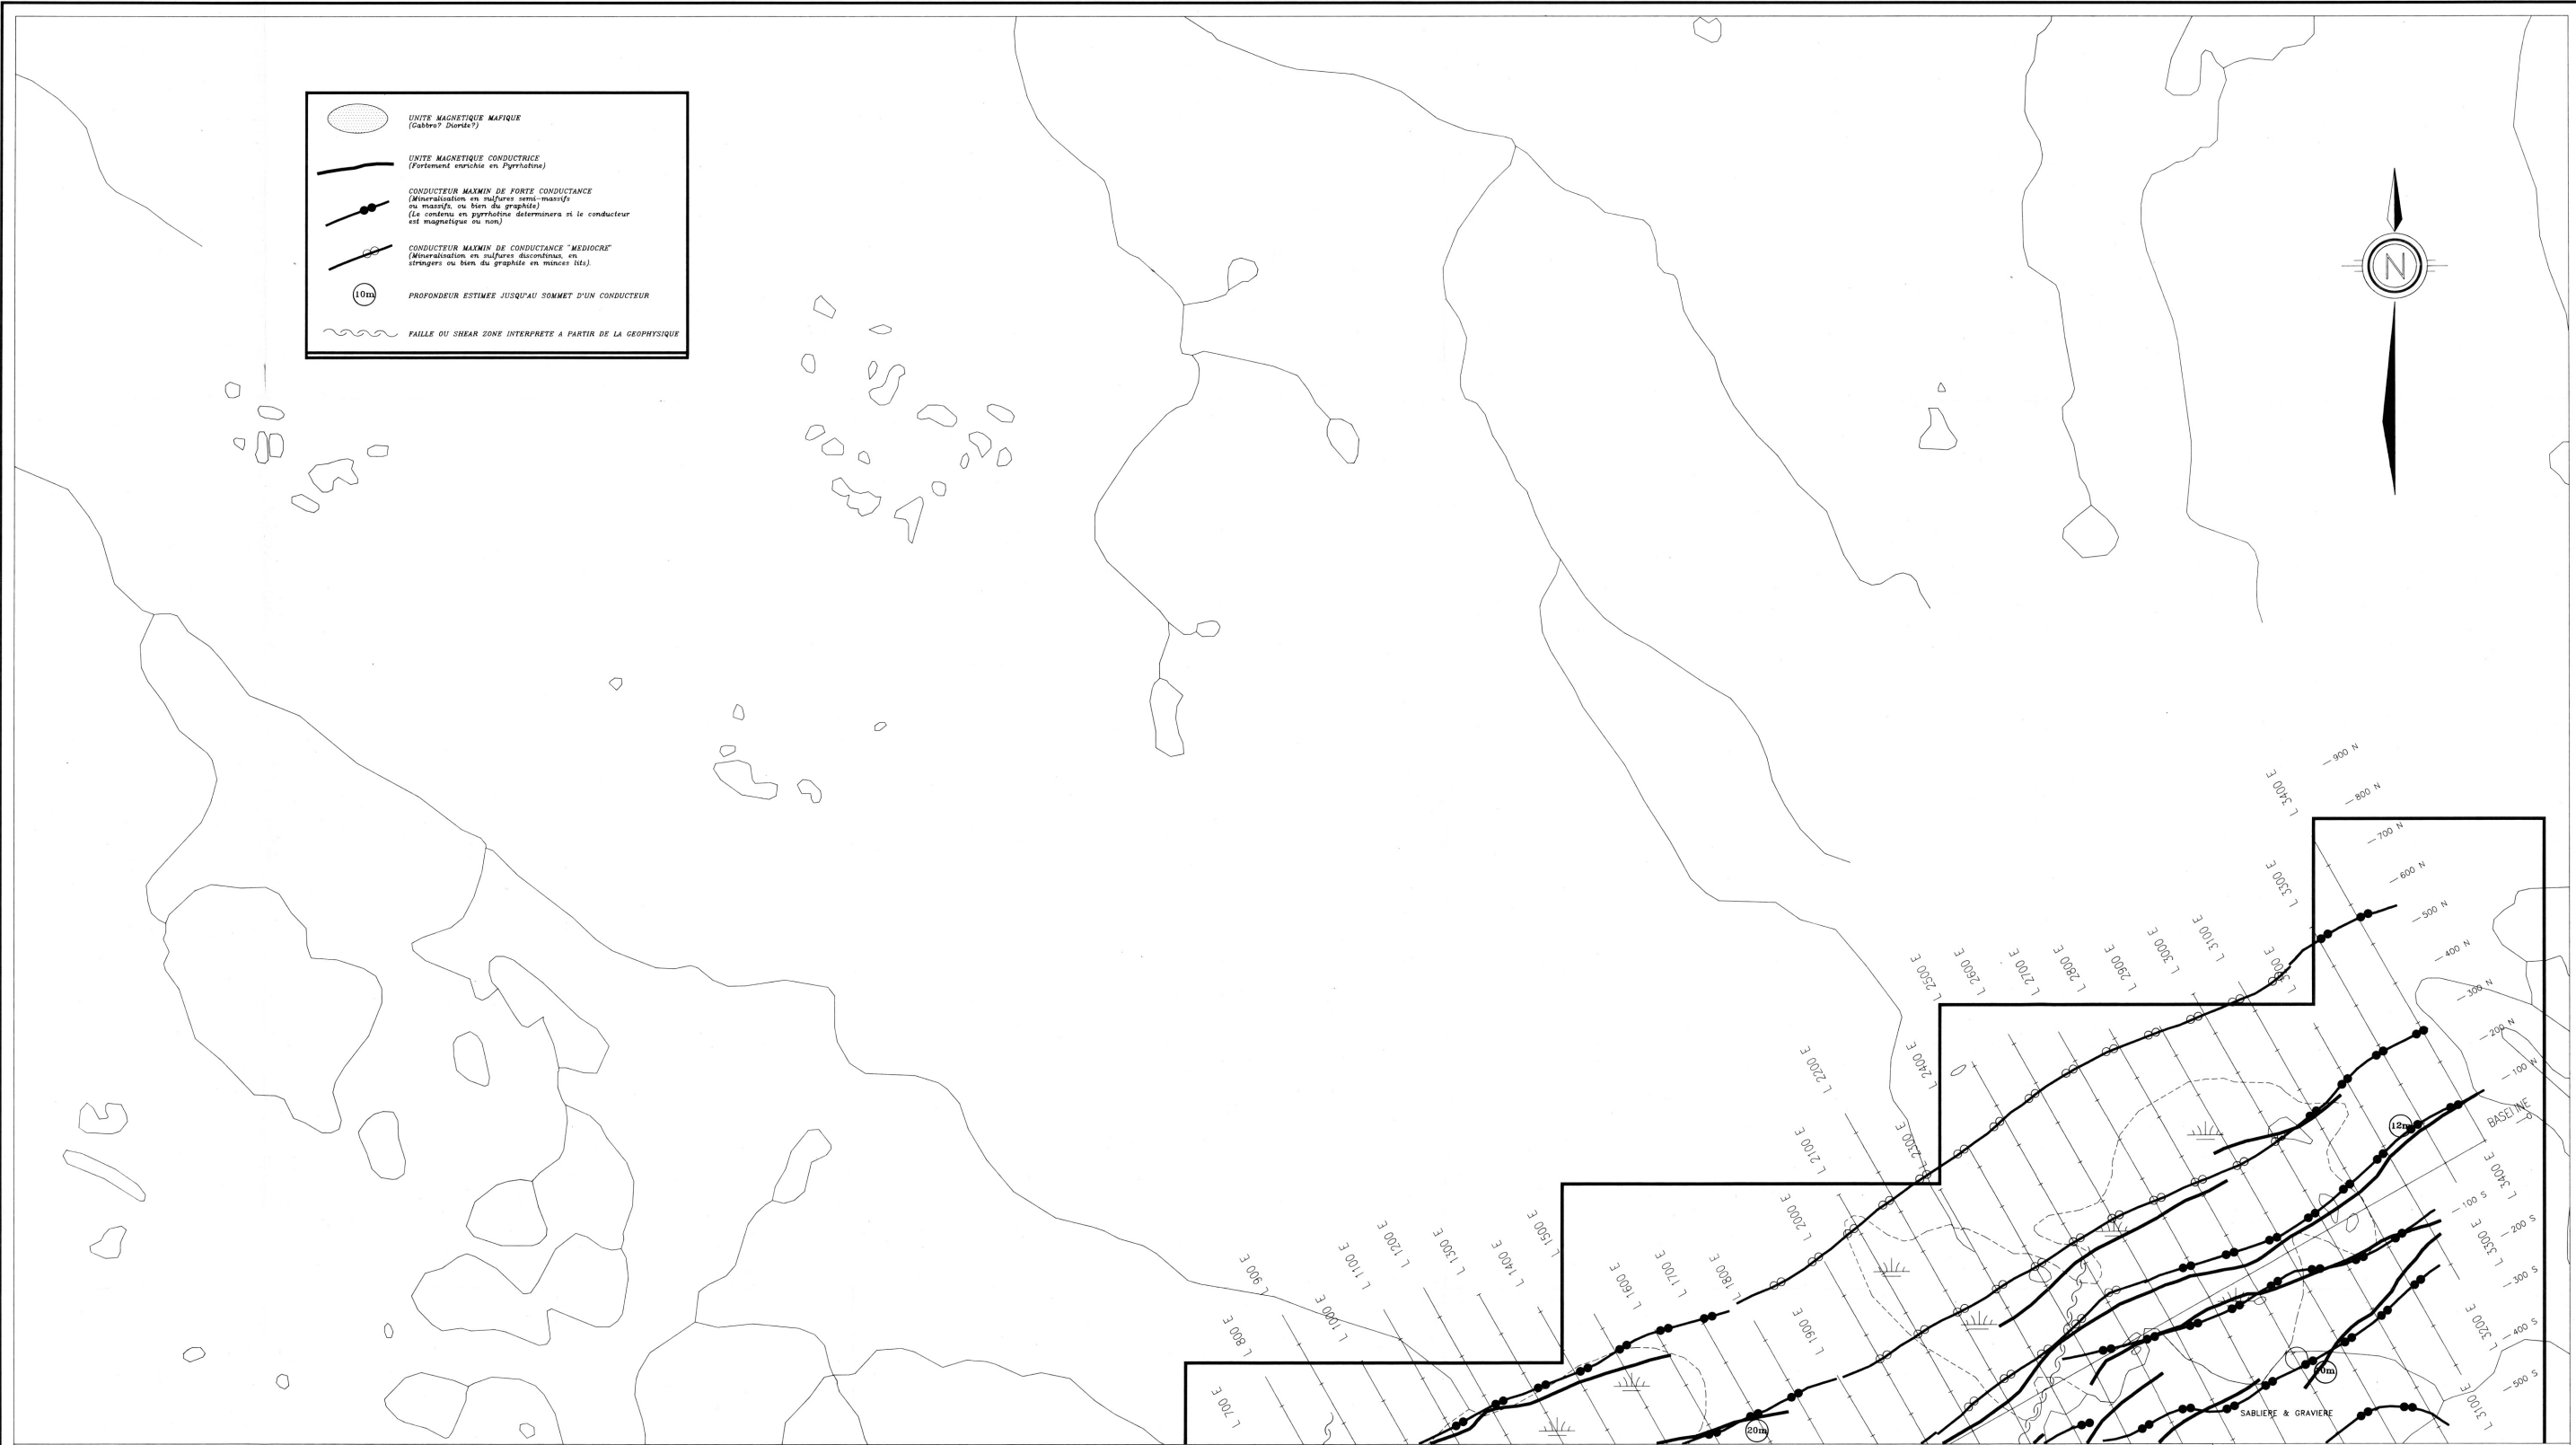 UNITE MAGNETIQUE MAFIQUE
(Gabbro? Diorite?)
UNITE MAGNETIQUE CONDUCTRICE
(Fortement enrichie en Pyrrhotine)
CONDUCTEUR MAXMIN DE FORTE CONDUCTANCE
(Mineralisation en sulfures semi-massifs
ou massifs, ou bien du graphite)
(Le contenu en pyrrhotine determinera si le conducteur
est magnetique ou non)
CONDUCTEUR MAXMIN DE CONDUCTANCE "MEDIOCRE"
(Mineralisation en sulfures discontinus, en
stringers ou bien du graphite en minces lits).
10m
PROFONDEUR ESTIMEE JUSQU'AU SOMMET D'UN CONDUCTEUR
FAILLE OU SHEAR ZONE INTERPRETE A PARTIR DE LA GEOPHYSIQUE
N
900 N
800 N
700 N
600 N
500 N
400 N
300 N
200 N
100 N
BASELINE
0
100 S
200 S
300 S
400 S
500 S
L 3400 E
L 3300 E
L 3100 E
L 3000 E
L 2900 E
L 2800 E
L 2700 E
L 2600 E
L 2500 E
L 2400 E
L 2300 E
L 2200 E
L 2100 E
L 2000 E
L 1900 E
L 1800 E
L 1700 E
L 1600 E
L 1500 E
L 1400 E
L 1300 E
L 1200 E
L 1100 E
L 1000 E
L 900 E
L 800 E
L 700 E
L 3400 E
L 3300 E
L 3200 E
L 3100 E
12m
20m
SABLIERE & GRAVIERE